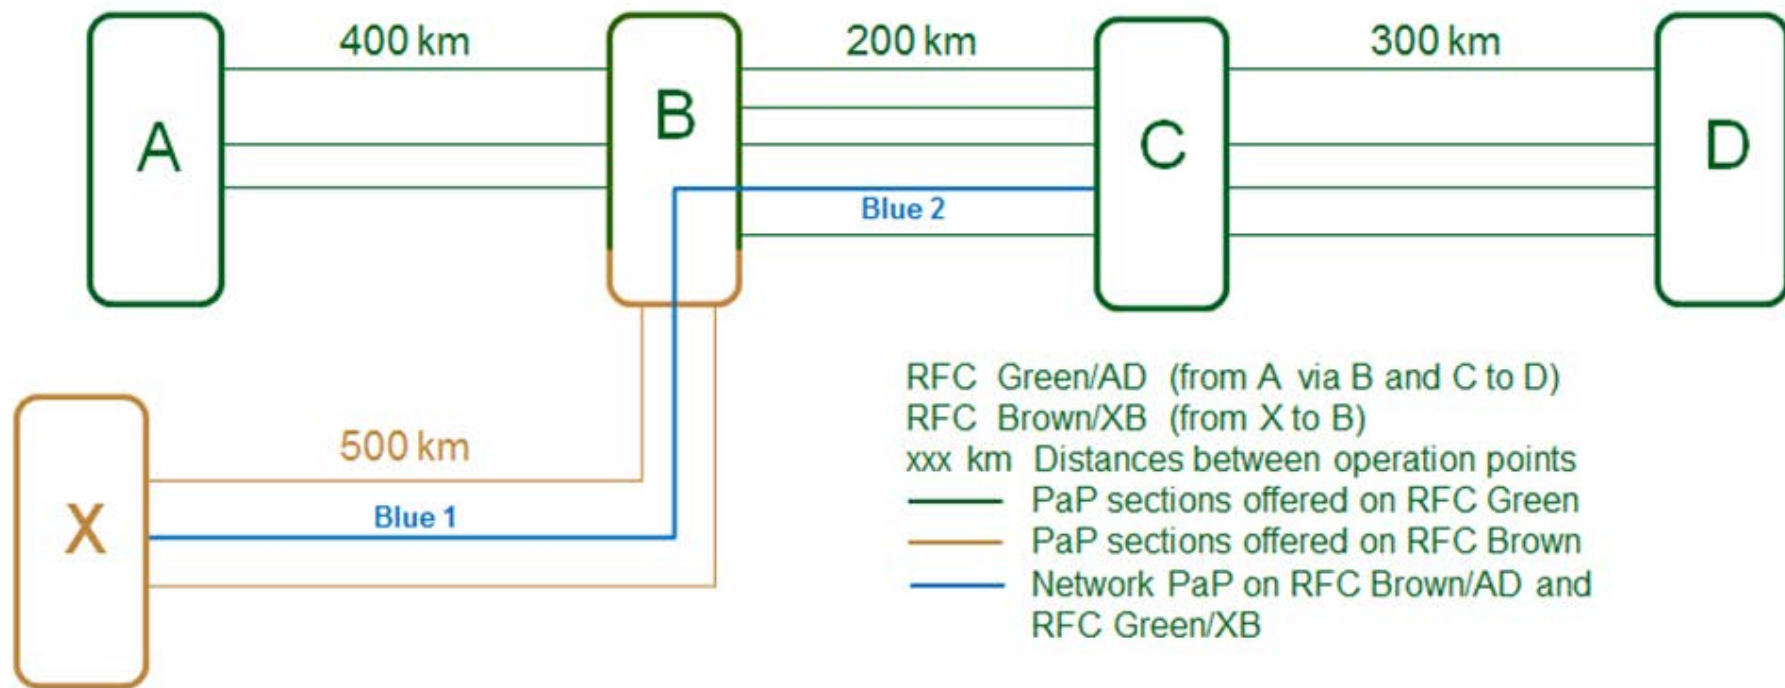 400 km
200 km
300 km
A
B
C
D
Blue 2
500 km
X
Blue 1
RFC Green/AD (from A via B and C to D)
RFC Brown/XB (from X to B)
xxx km Distances between operation points
PaP sections offered on RFC Green
PaP sections offered on RFC Brown
Network PaP on RFC Brown/AD and
RFC Green/XB